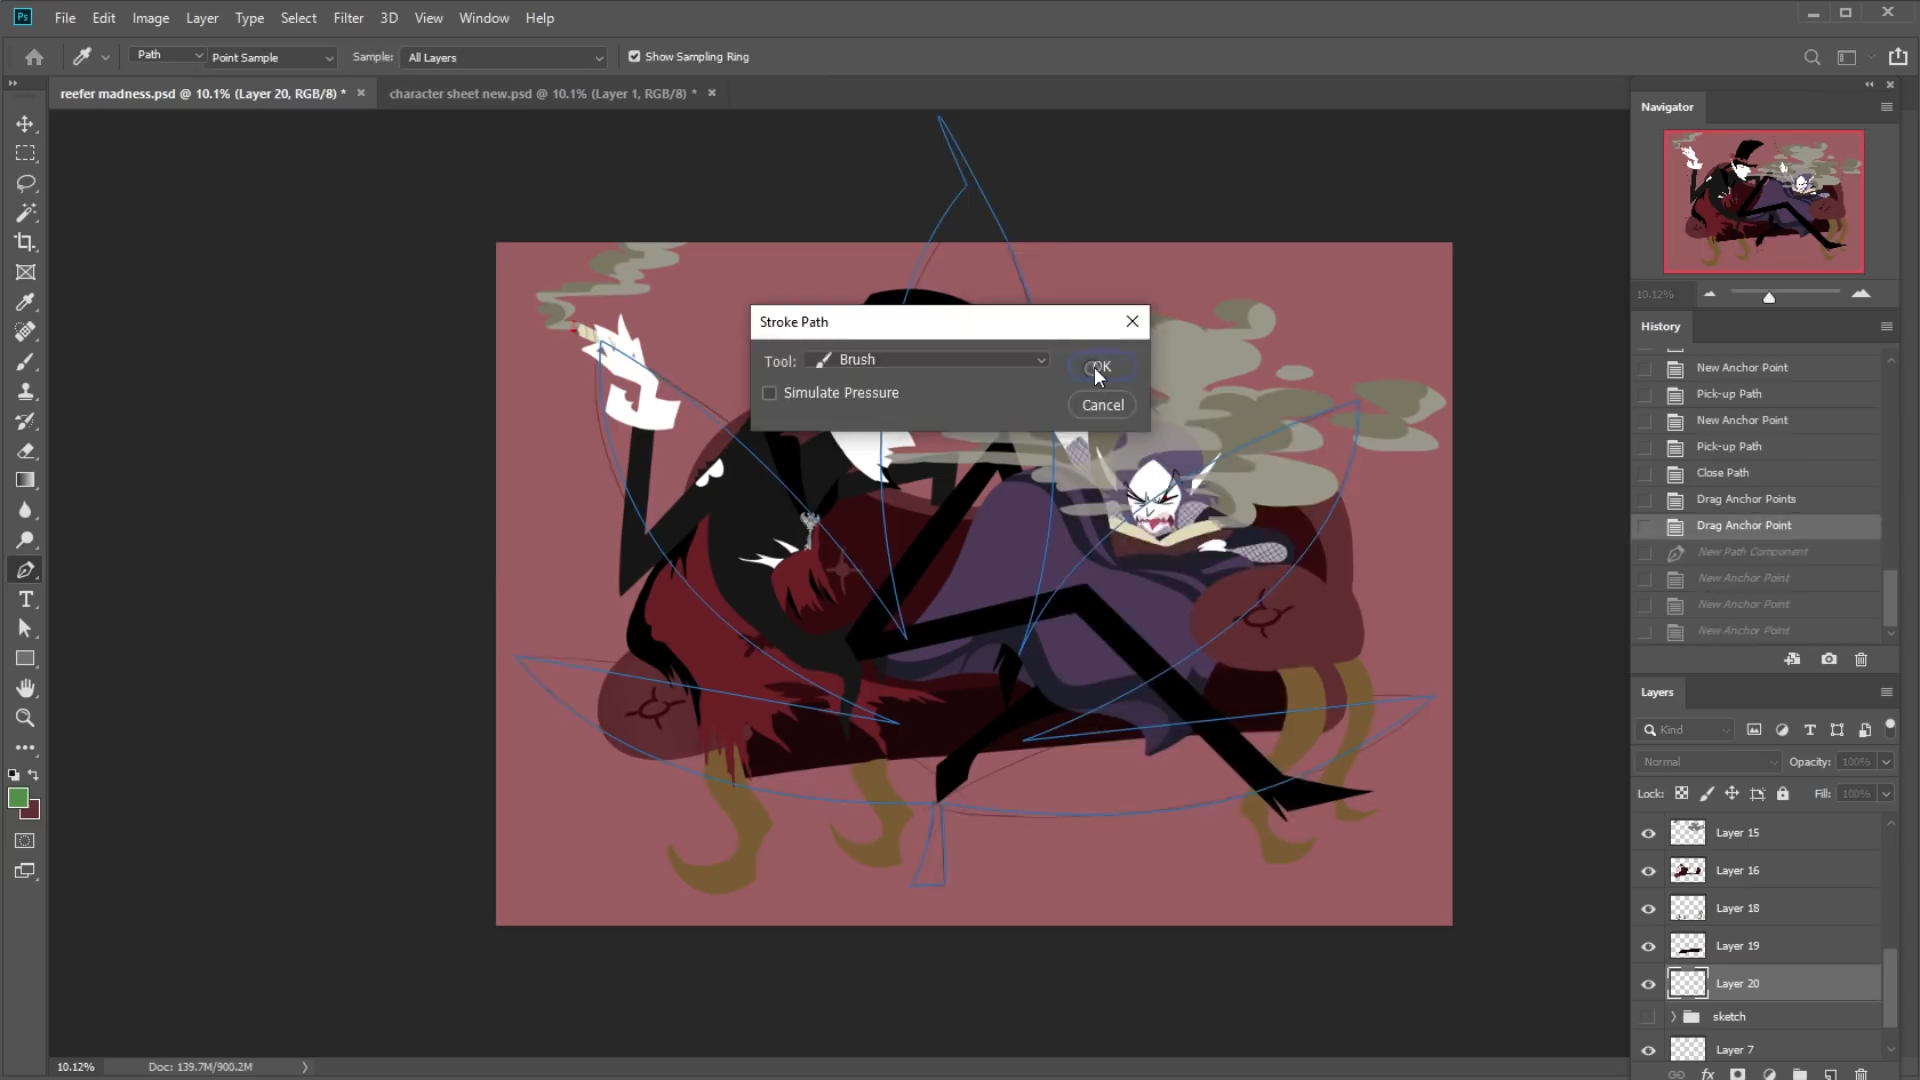 Ps File Edit Image Layer Type Select Filter 3D View Window Help
Path Point Sample Sample: All Layers Show Sampling Ring
reefer madness.psd @ 10.1% (Layer 20, RGB/8) *
character sheet new.psd @ 10.1% (Layer 1, RGB/8) *
Navigator
10.12%
Stroke Path
Tool: Brush
OK
Simulate Pressure
Cancel
History
New Anchor Point
Pick-up Path
New Anchor Point
Pick-up Path
Close Path
Drag Anchor Points
Drag Anchor Point
New Path Component
New Anchor Point
New Anchor Point
New Anchor Point
Layers
Kind
Normal Opacity: 100%
Lock: Fill: 100%
Layer 15
Layer 16
Layer 18
Layer 19
Layer 20
sketch
Layer 7
fx
10.12% Doc: 139.7M/900.2M